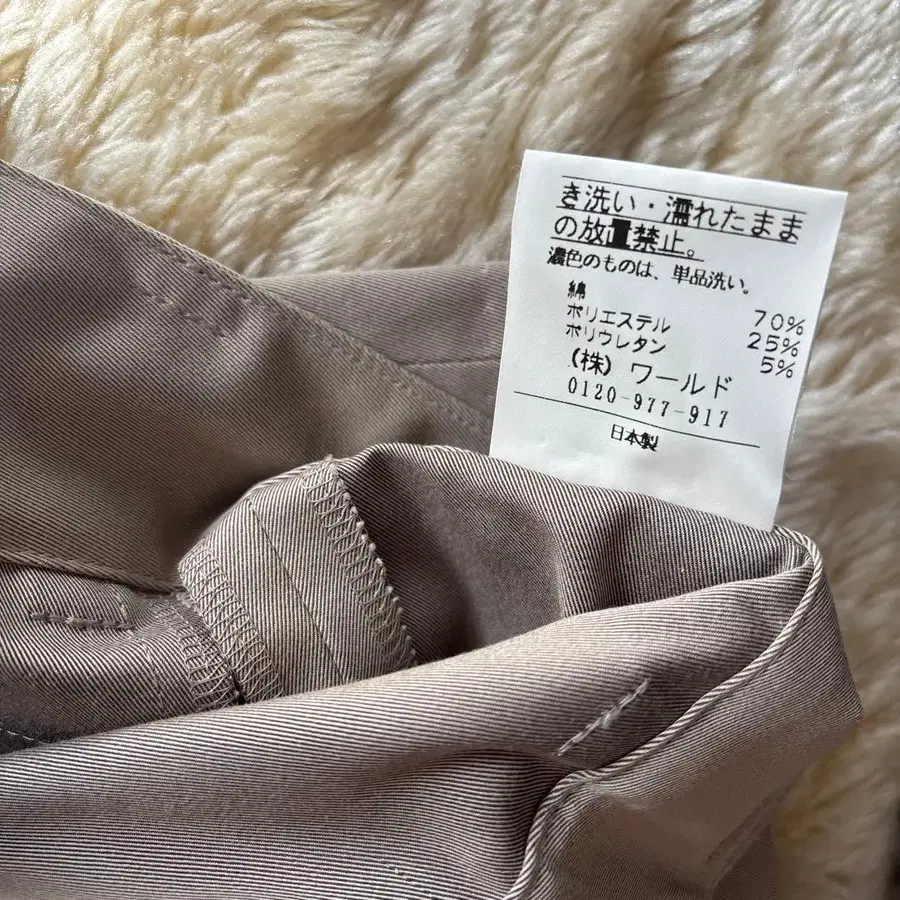 き洗い・濡れたまま
の放置禁止。
濃色のものは、単品洗い。
綿 70%
ポリエステル 25%
ポリウレタン 5%
(株) ワールド
0120-977-917
日本製